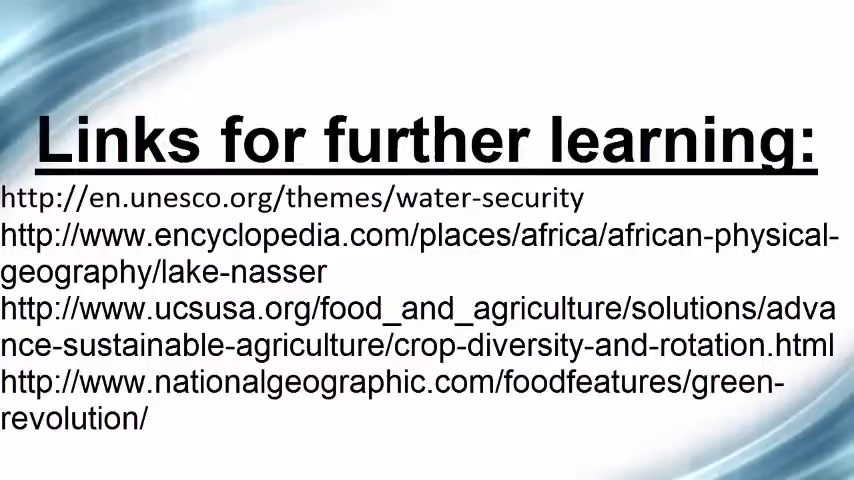 Links for further learning:
http://en.unesco.org/themes/water-security
http://www.encyclopedia.com/places/africa/african-physical-
geography/lake-nasser
http://www.ucsusa.org/food_and_agriculture/solutions/adva
nce-sustainable-agriculture/crop-diversity-and-rotation.html
http://www.nationalgeographic.com/foodfeatures/green-
revolution/